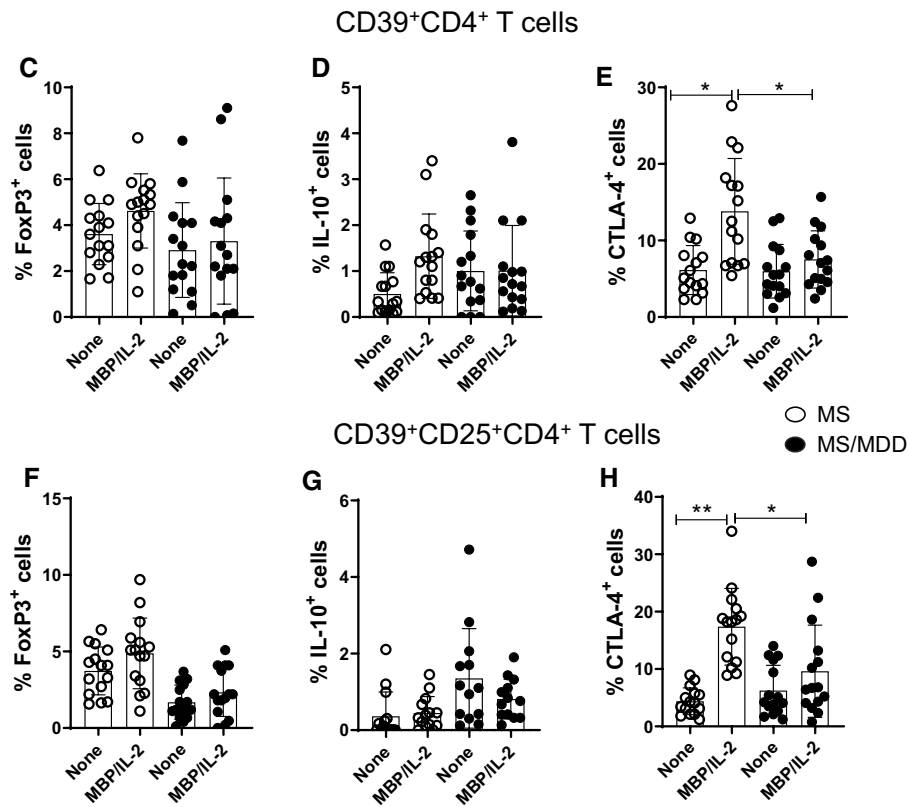 CD39⁺CD4⁺ T cells
C
D
E
% FoxP3⁺ cells
10
8
6
4
2
0
None
MBP/IL-2
None
MBP/IL-2
% IL-10⁺ cells
5
4
3
2
1
0
None
MBP/IL-2
None
MBP/IL-2
% CTLA-4⁺ cells
30
20
10
0
* *
None
MBP/IL-2
None
MBP/IL-2
MS
MS/MDD
CD39⁺CD25⁺CD4⁺ T cells
F
G
H
% FoxP3⁺ cells
15
10
5
0
None
MBP/IL-2
None
MBP/IL-2
% IL-10⁺ cells
6
4
2
0
None
MBP/IL-2
None
MBP/IL-2
% CTLA-4⁺ cells
40
30
20
10
0
** *
None
MBP/IL-2
None
MBP/IL-2